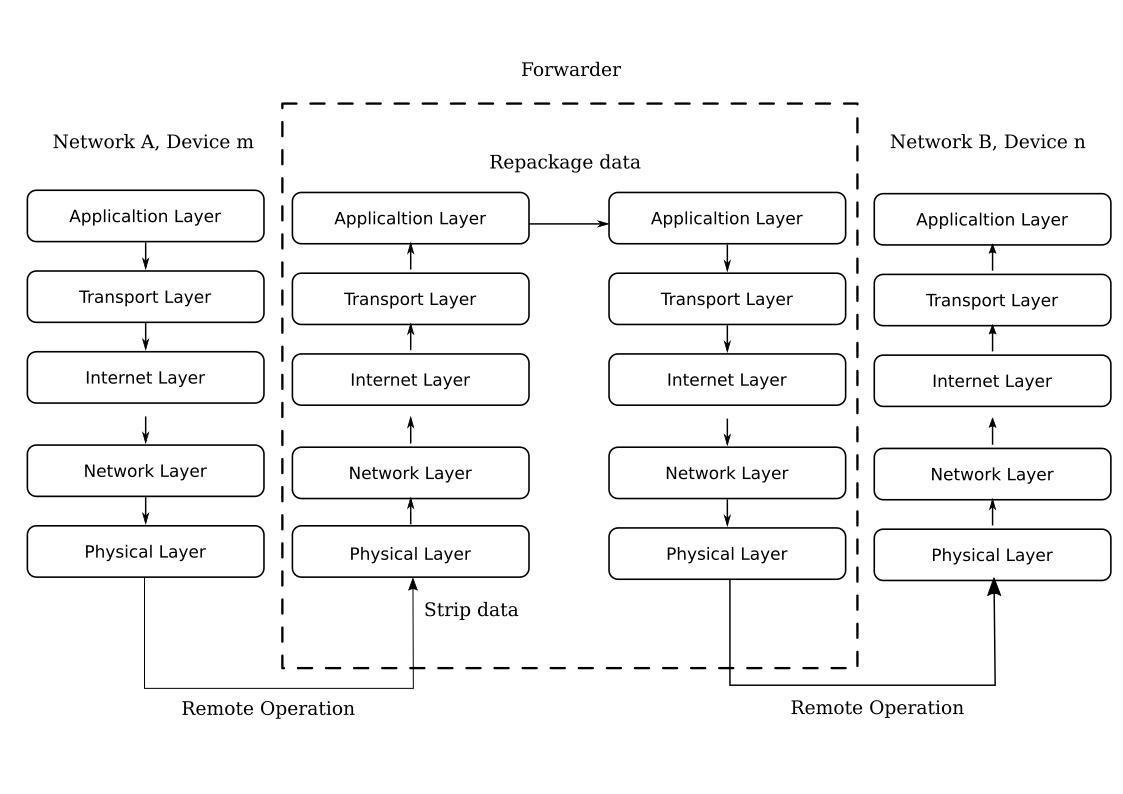 Forwarder
Network A, Device m
Network B, Device n
Repackage data
Applicaltion Layer
Applicaltion Layer
Applicaltion Layer
Applicaltion Layer
Transport Layer
Transport Layer
Transport Layer
Transport Layer
Internet Layer
Internet Layer
Internet Layer
Internet Layer
Network Layer
Network Layer
Network Layer
Network Layer
Physical Layer
Physical Layer
Physical Layer
Physical Layer
Strip data
Remote Operation
Remote Operation